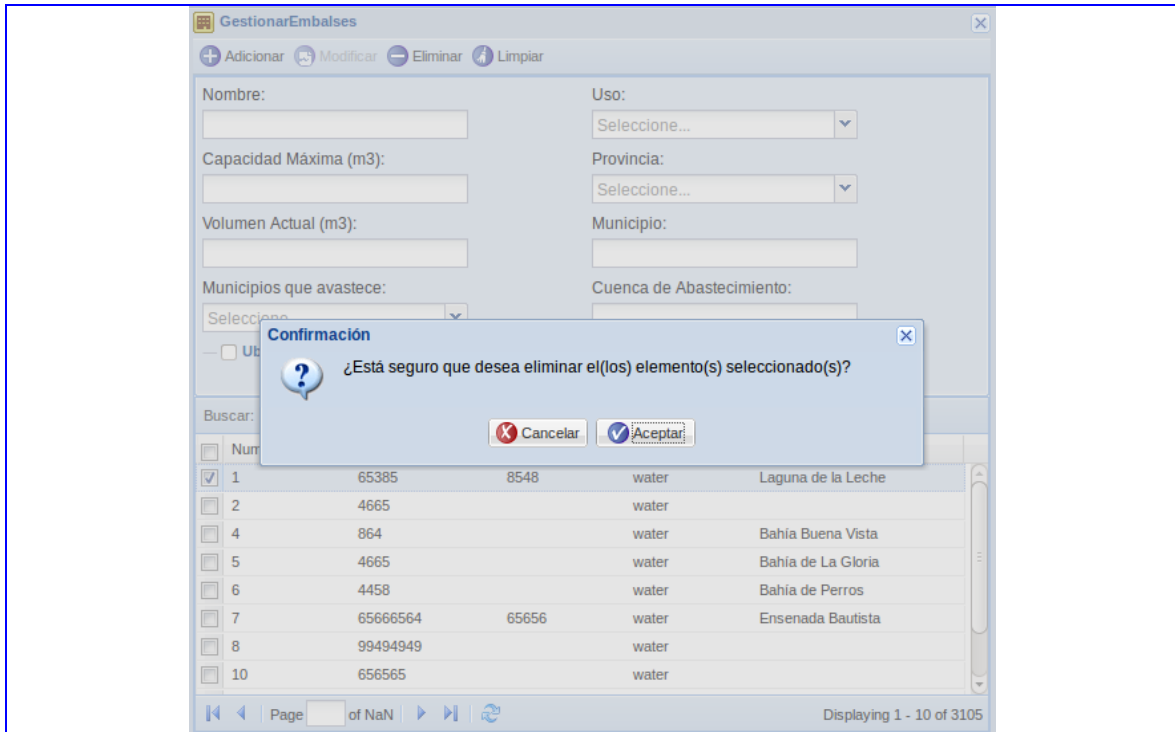 GestionarEmbalses
Adicionar Modificar Eliminar Limpiar
Nombre: Uso:
Seleccione...
Capacidad Máxima (m3): Provincia:
Seleccione...
Volumen Actual (m3): Municipio:
Municipios que avastece: Cuenca de Abastecimiento:
Seleccione
Confirmación
Ub
¿Está seguro que desea eliminar el(los) elemento(s) seleccionado(s)?
Buscar:
Cancelar Aceptar
Num
1 65385 8548 water Laguna de la Leche
2 4665 water
4 864 water Bahía Buena Vista
5 4665 water Bahía de La Gloria
6 4458 water Bahía de Perros
7 65666564 65656 water Ensenada Bautista
8 99494949 water
10 656565 water
Page of NaN Displaying 1 - 10 of 3105